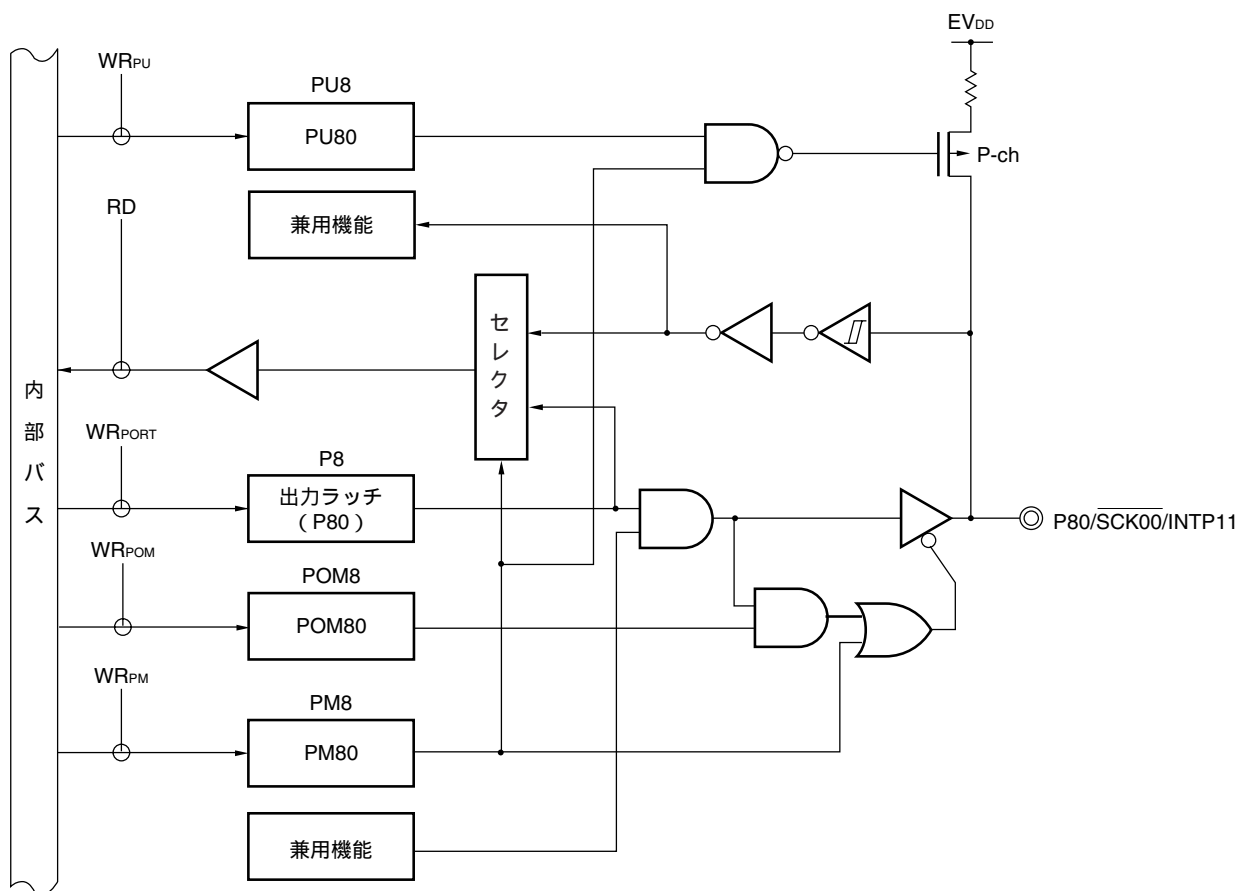 EVDD
WRPU
PU8
PU80
P-ch
RD
兼用機能
セレクタ
内部バス
WRPORT
P8
出力ラッチ
（P80）
P80/SCK00/INTP11
WRPOM
POM8
POM80
WRPM
PM8
PM80
兼用機能